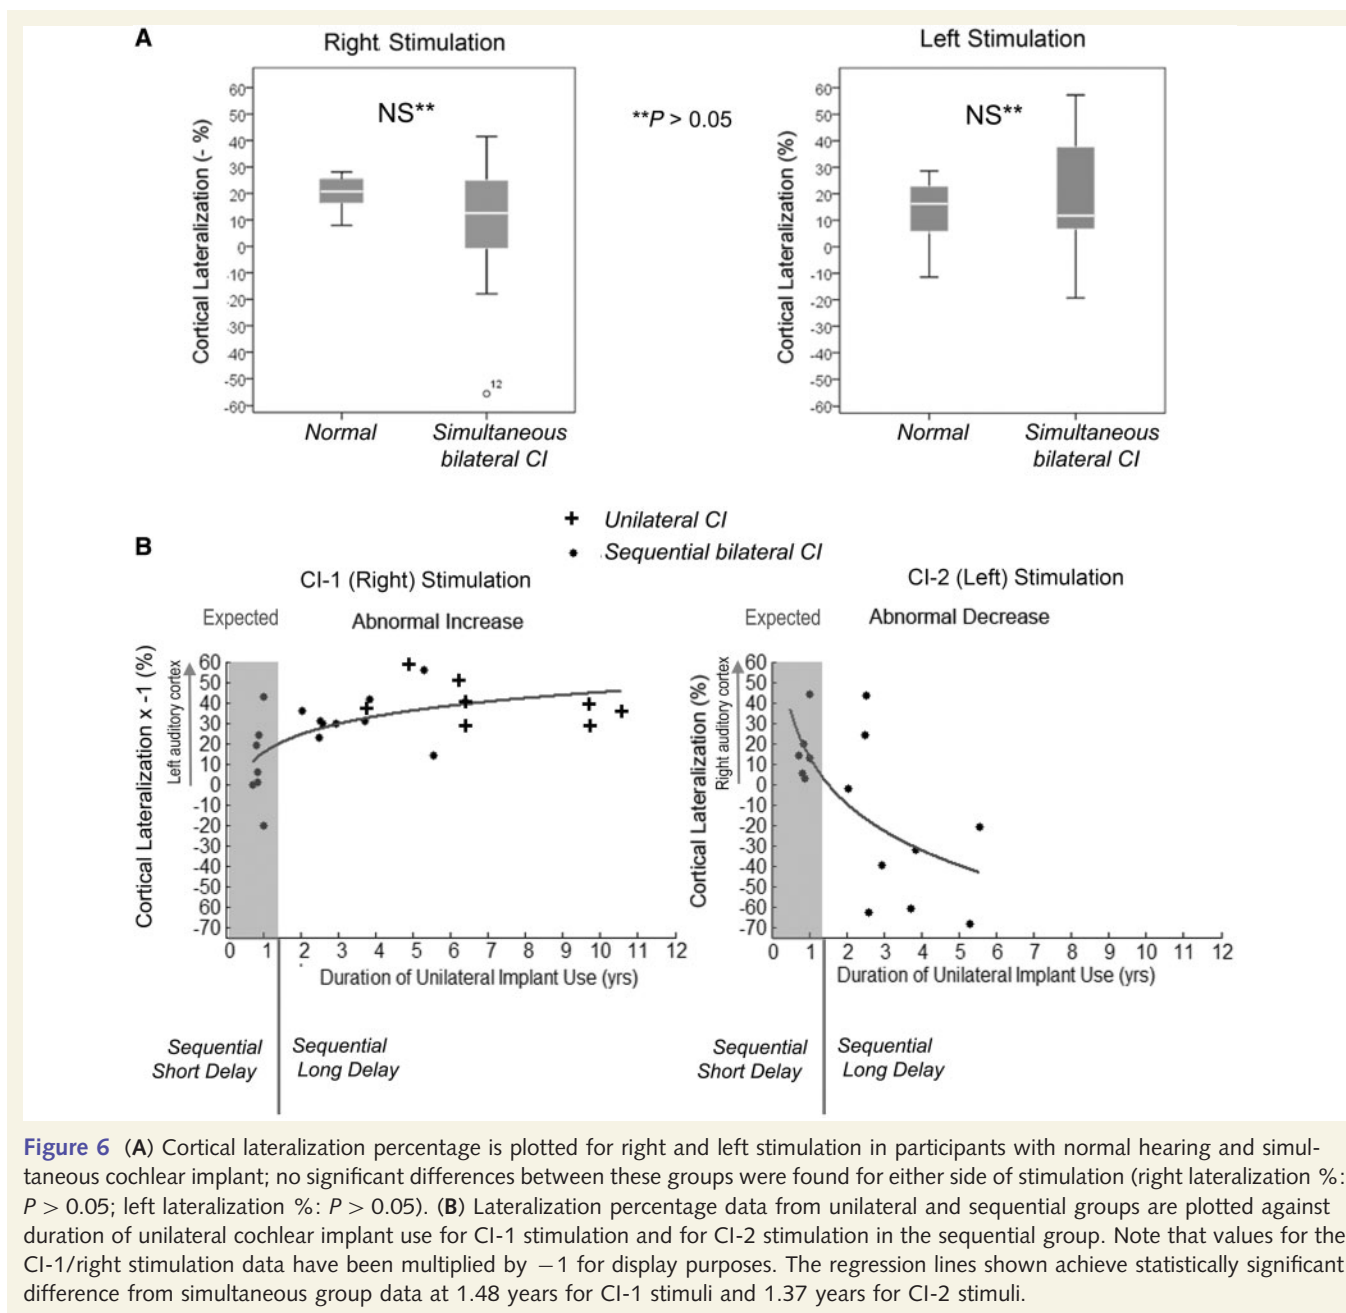 A
Right Stimulation
Left Stimulation
Cortical Lateralization (- %)
60
50
40
30
20
10
0
-10
-20
-30
-40
-50
-60
NS**
12
Normal
Simultaneous
bilateral CI
**P > 0.05
Cortical Lateralization (%)
60
50
40
30
20
10
0
-10
-20
-30
-40
-50
-60
NS**
Normal
Simultaneous
bilateral CI
B
Unilateral CI
Sequential bilateral CI
CI-1 (Right) Stimulation
Expected
Abnormal Increase
Cortical Lateralization x -1 (%)
Left auditory cortex
60
50
40
30
20
10
0
-10
-20
-30
-40
-50
60
-70
0 1 2 3 4 5 6 7 8 9 10 11 12
Duration of Unilateral Implant Use (yrs)
Sequential
Short Delay
Sequential
Long Delay
CI-2 (Left) Stimulation
Expected
Abnormal Decrease
Cortical Lateralization (%)
Right auditory cortex
60
50
40
30
20
10
0
-10
-20
-30
-40
50
60
-70
0 1 2 3 4 5 6 7 8 9 10 11 12
Duration of Unilateral Implant Use (yrs)
Sequential
Short Delay
Sequential
Long Delay
Figure 6 (A) Cortical lateralization percentage is plotted for right and left stimulation in participants with normal hearing and simul-
taneous cochlear implant; no significant differences between these groups were found for either side of stimulation (right lateralization %:
P > 0.05; left lateralization %: P > 0.05). (B) Lateralization percentage data from unilateral and sequential groups are plotted against
duration of unilateral cochlear implant use for CI-1 stimulation and for CI-2 stimulation in the sequential group. Note that values for the
CI-1/right stimulation data have been multiplied by −1 for display purposes. The regression lines shown achieve statistically significant
difference from simultaneous group data at 1.48 years for CI-1 stimuli and 1.37 years for CI-2 stimuli.